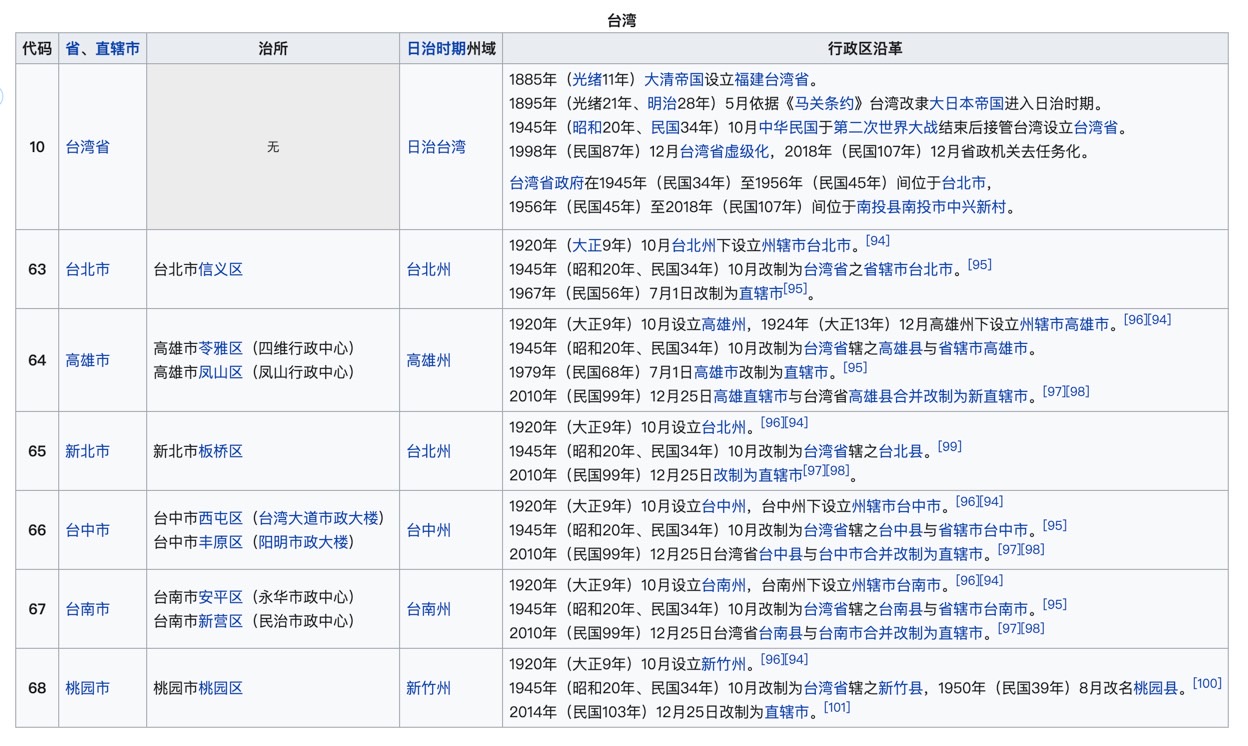 台湾
代码 省、直辖市 治所 日治时期州域 行政区沿革
10 台湾省 无 日治台湾
1885年（光绪11年）大清帝国设立福建台湾省。
1895年（光绪21年、明治28年）5月依据《马关条约》台湾改隶大日本帝国进入日治时期。
1945年（昭和20年、民国34年）10月中华民国于第二次世界大战结束后接管台湾设立台湾省。
1998年（民国87年）12月台湾省虚级化，2018年（民国107年）12月省政机关去任务化。
台湾省政府在1945年（民国34年）至1956年（民国45年）间位于台北市，
1956年（民国45年）至2018年（民国107年）间位于南投县南投市中兴新村。
63 台北市 台北市信义区 台北州
1920年（大正9年）10月台北州下设立州辖市台北市。[94]
1945年（昭和20年、民国34年）10月改制为台湾省之省辖市台北市。[95]
1967年（民国56年）7月1日改制为直辖市[95]。
64 高雄市
高雄市苓雅区（四维行政中心）
高雄市凤山区（凤山行政中心）
高雄州
1920年（大正9年）10月设立高雄州，1924年（大正13年）12月高雄州下设立州辖市高雄市。[96][94]
1945年（昭和20年、民国34年）10月改制为台湾省辖之高雄县与省辖市高雄市。
1979年（民国68年）7月1日高雄市改制为直辖市。[95]
2010年（民国99年）12月25日高雄直辖市与台湾省高雄县合并改制为新直辖市。[97][98]
65 新北市 新北市板桥区 台北州
1920年（大正9年）10月设立台北州。[96][94]
1945年（昭和20年、民国34年）10月改制为台湾省辖之台北县。[99]
2010年（民国99年）12月25日改制为直辖市[97][98]。
66 台中市
台中市西屯区（台湾大道市政大楼）
台中市丰原区（阳明市政大楼）
台中州
1920年（大正9年）10月设立台中州，台中州下设立州辖市台中市。[96][94]
1945年（昭和20年、民国34年）10月改制为台湾省辖之台中县与省辖市台中市。[95]
2010年（民国99年）12月25日台湾省台中县与台中市合并改制为直辖市。[97][98]
67 台南市
台南市安平区（永华市政中心）
台南市新营区（民治市政中心）
台南州
1920年（大正9年）10月设立台南州，台南州下设立州辖市台南市。[96][94]
1945年（昭和20年、民国34年）10月改制为台湾省辖之台南县与省辖市台南市。[95]
2010年（民国99年）12月25日台湾省台南县与台南市合并改制为直辖市。[97][98]
68 桃园市 桃园市桃园区 新竹州
1920年（大正9年）10月设立新竹州。[96][94]
1945年（昭和20年、民国34年）10月改制为台湾省辖之新竹县，1950年（民国39年）8月改名桃园县。[100]
2014年（民国103年）12月25日改制为直辖市。[101]